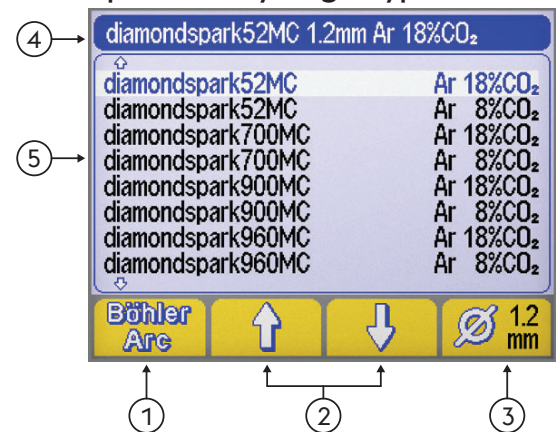 4
diamondspark52MC 1.2mm Ar 18%CO₂
5
diamondspark52MC Ar 18%CO₂
diamondspark52MC Ar 8%CO₂
diamondspark700MC Ar 18%CO₂
diamondspark700MC Ar 8%CO₂
diamondspark900MC Ar 18%CO₂
diamondspark900MC Ar 8%CO₂
diamondspark960MC Ar 18%CO₂
diamondspark960MC Ar 8%CO₂
Böhler
Arc
Ø 1.2
mm
1
2
3